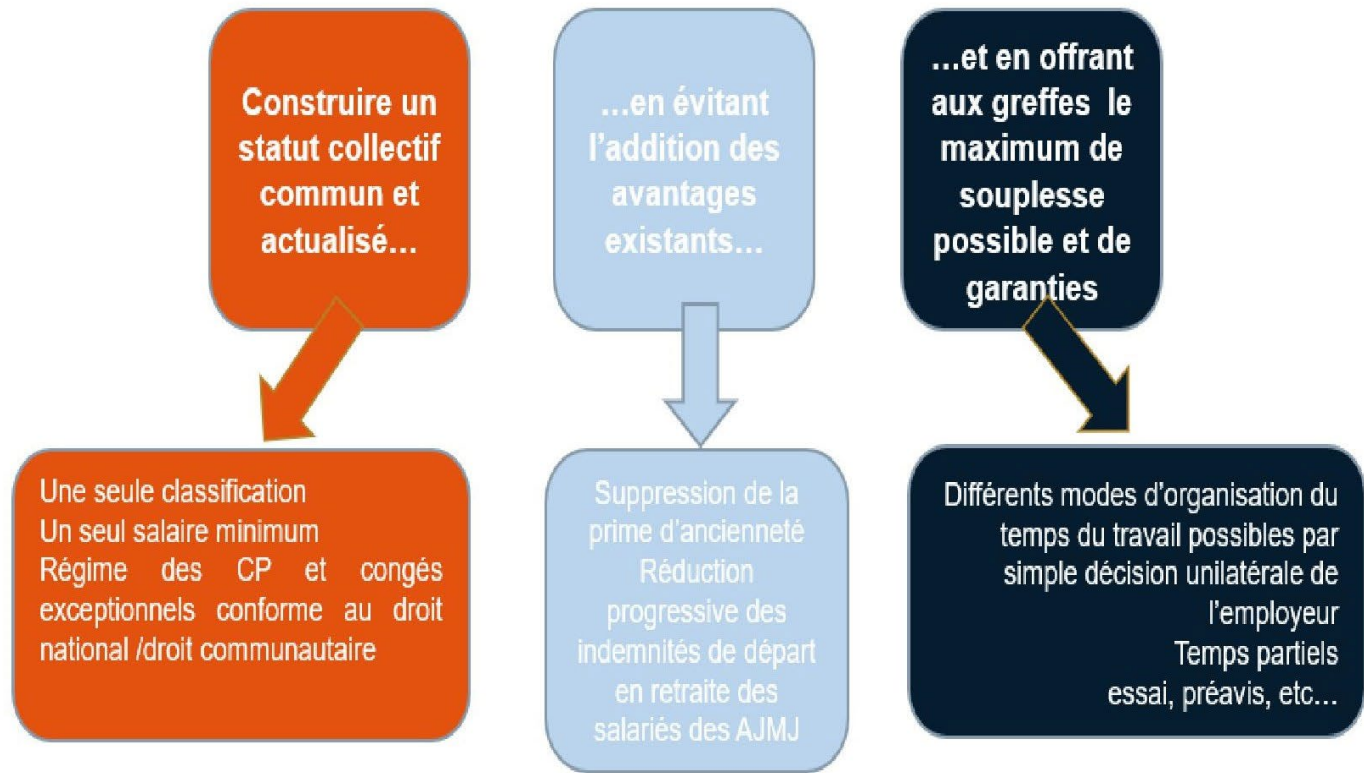 Construire un
statut collectif
commun et
actualisé…
…en évitant
l’addition des
avantages
existants…
…et en offrant
aux greffes le
maximum de
souplesse
possible et de
garanties
Une seule classification
Un seul salaire minimum
Régime des CP et congés
exceptionnels conforme au droit
national /droit communautaire
Suppression de la
prime d’ancienneté
Réduction
progressive des
indemnités de départ
en retraite des
salariés des AJMJ
Différents modes d’organisation du
temps du travail possibles par
simple décision unilatérale de
l’employeur
Temps partiels
essai, préavis, etc…